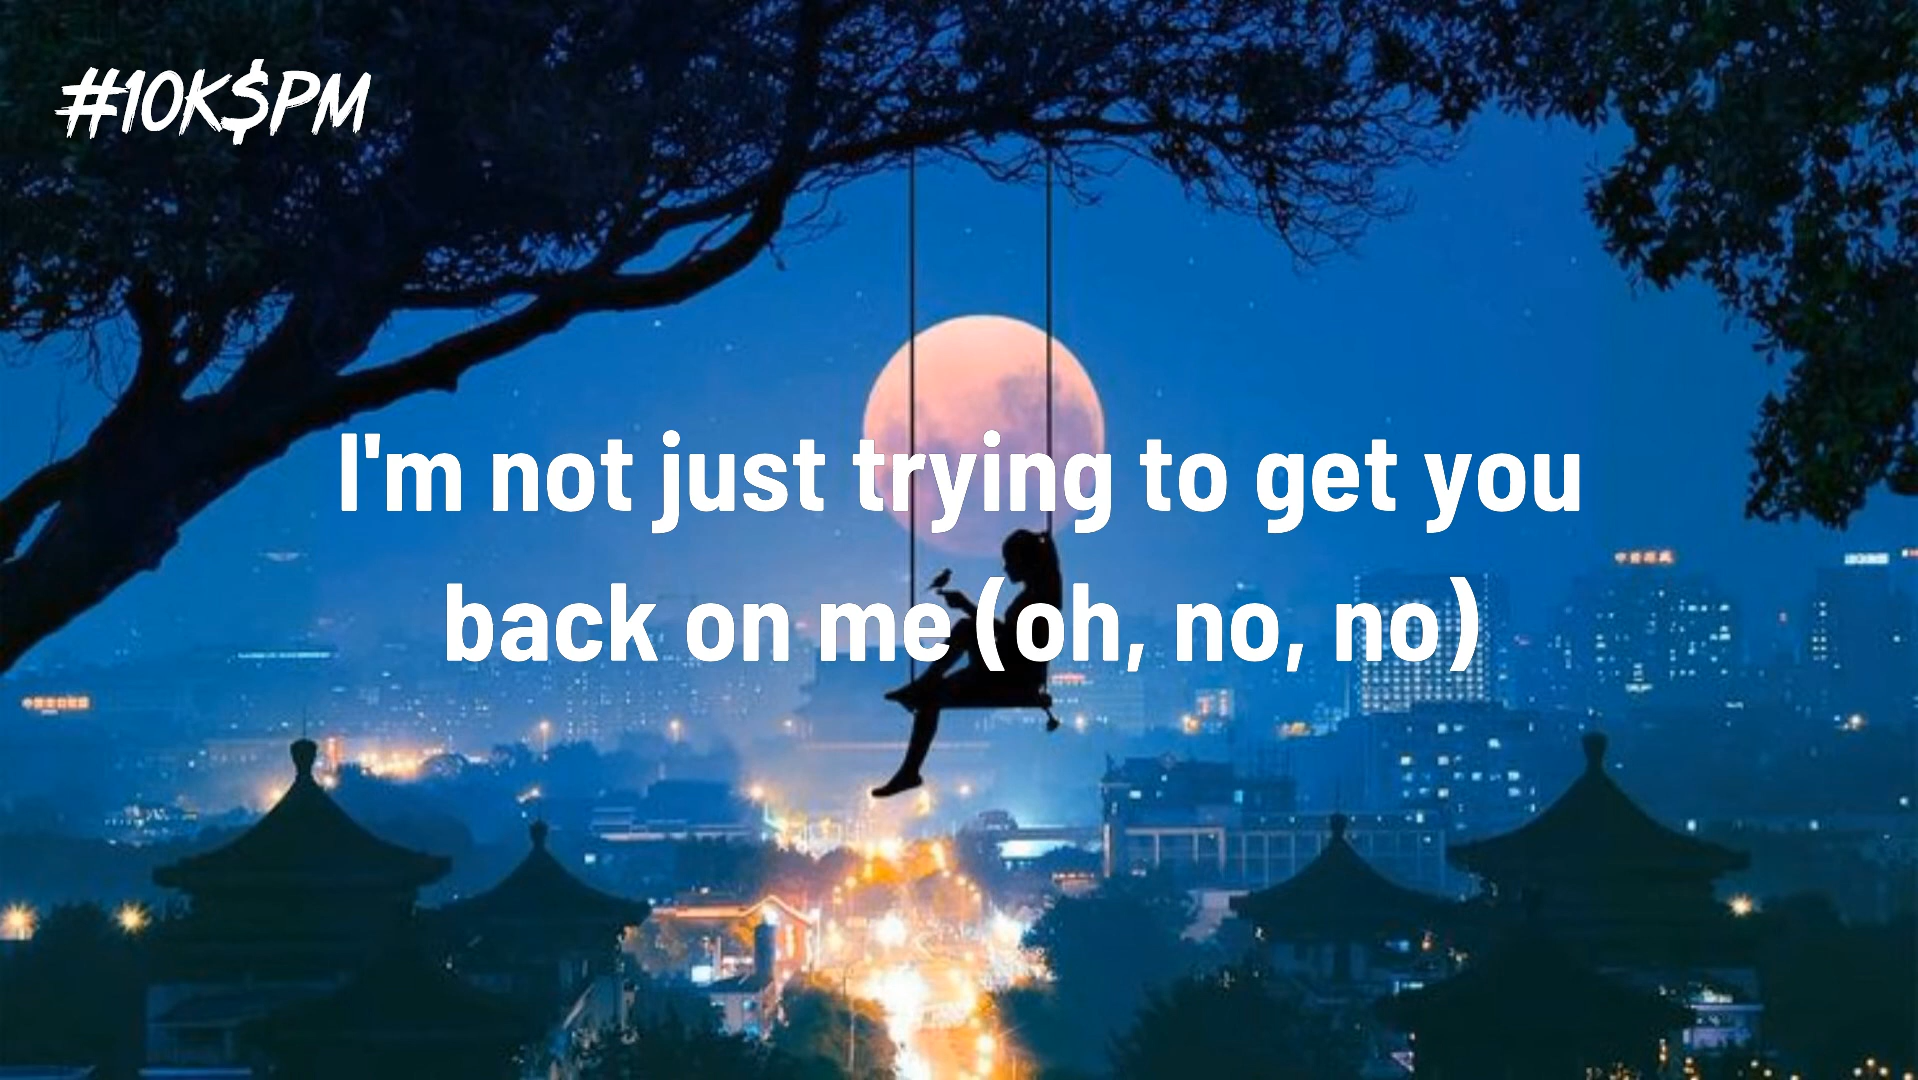 #10K$PM
I'm not just trying to get you
back on me (oh, no, no)